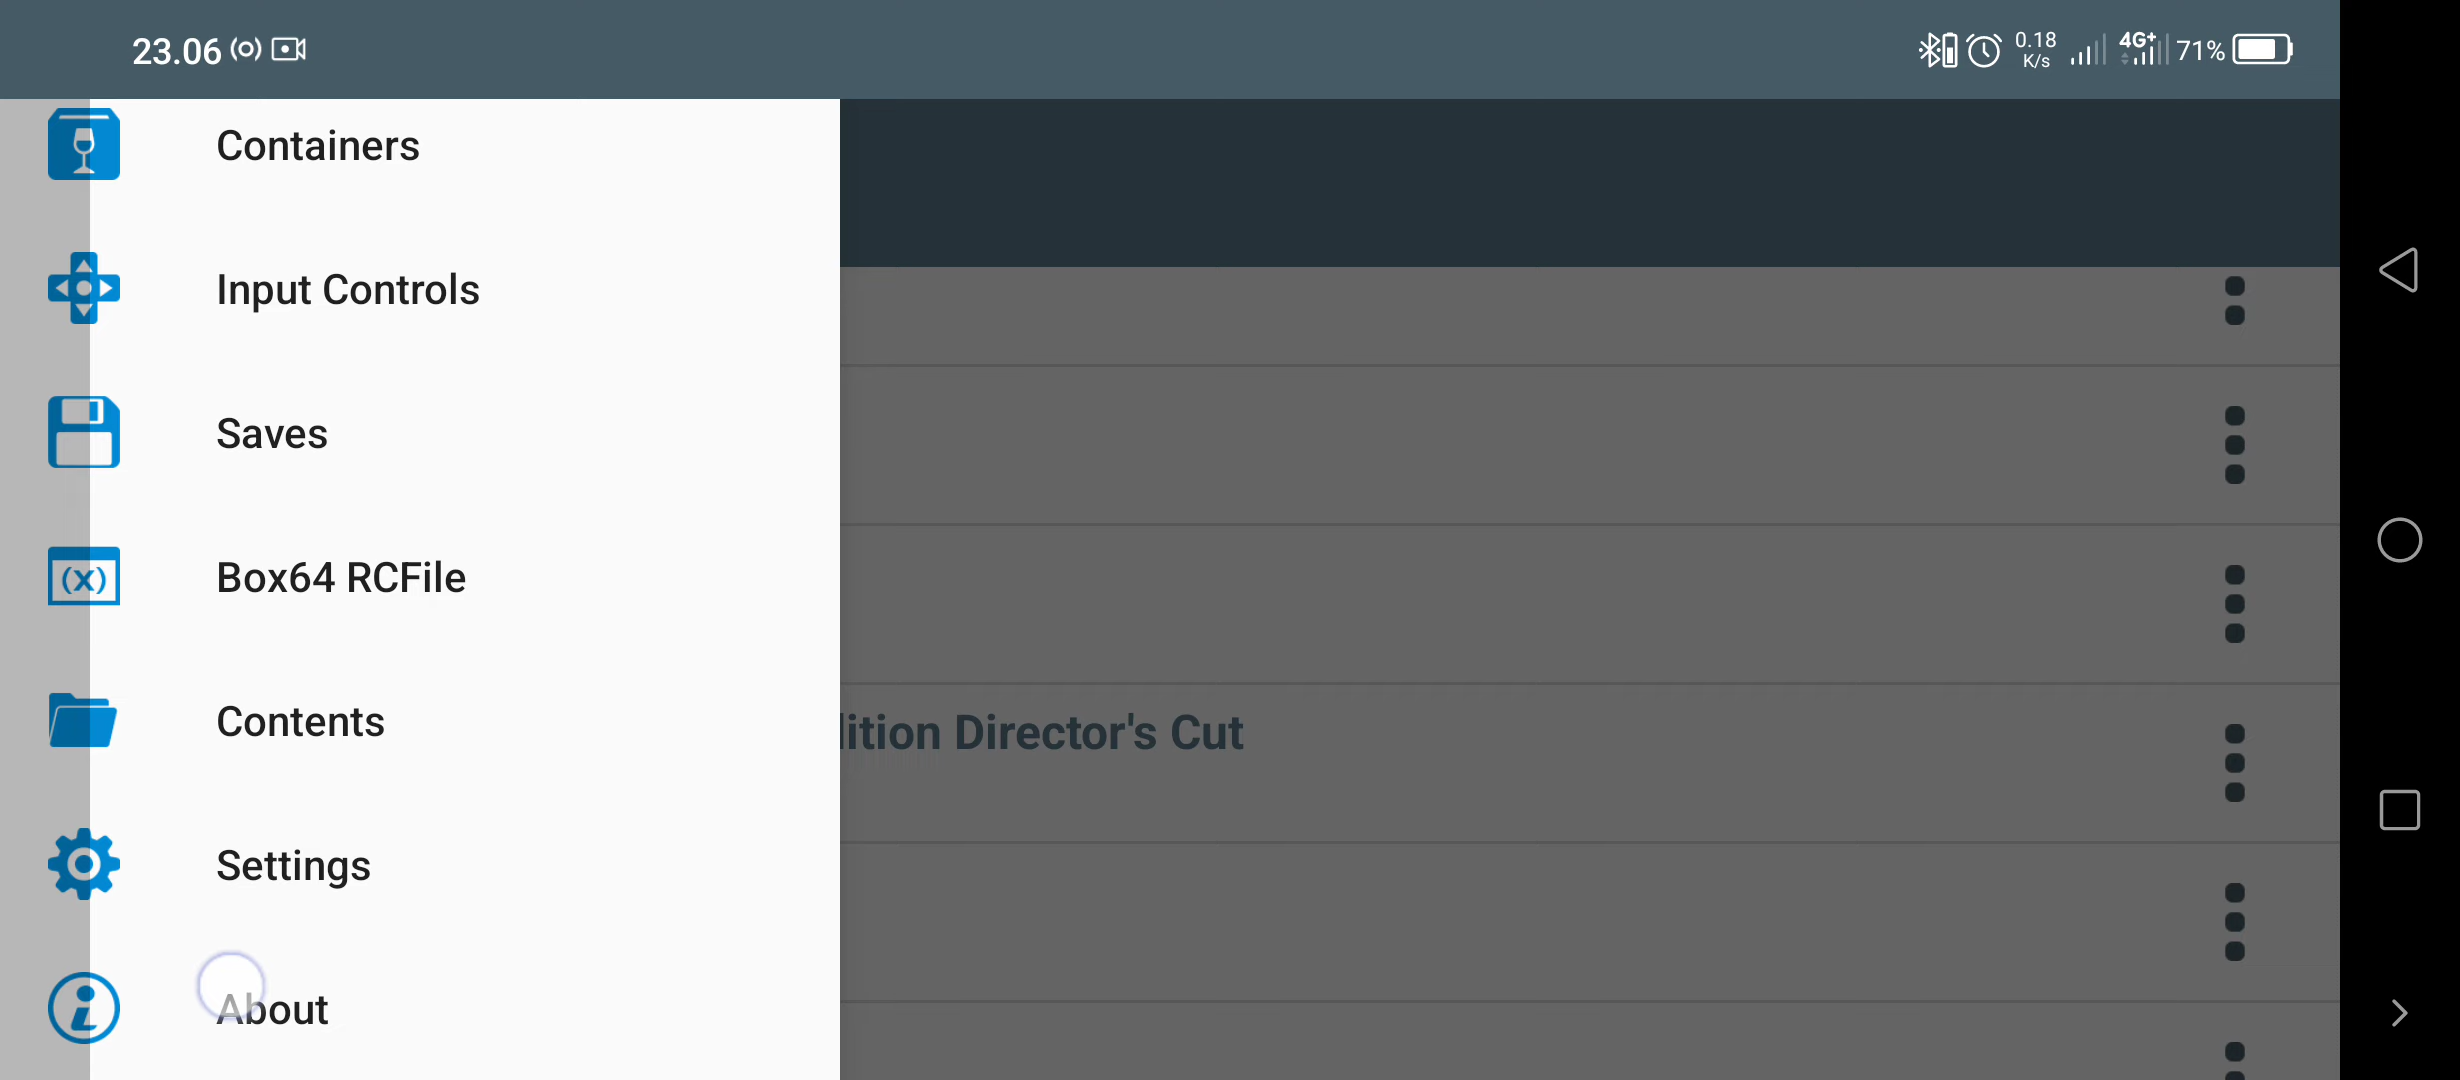 23.06
0.18
K/s
4G+
71%
Containers
Input Controls
Saves
Box64 RCFile
(x)
Contents
lition Director's Cut
Settings
About